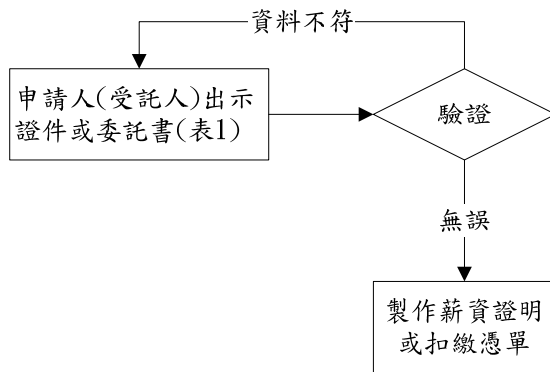 資料不符
申請人(受託人)出示
證件或委託書(表1)
驗證
無誤
製作薪資證明
或扣繳憑單